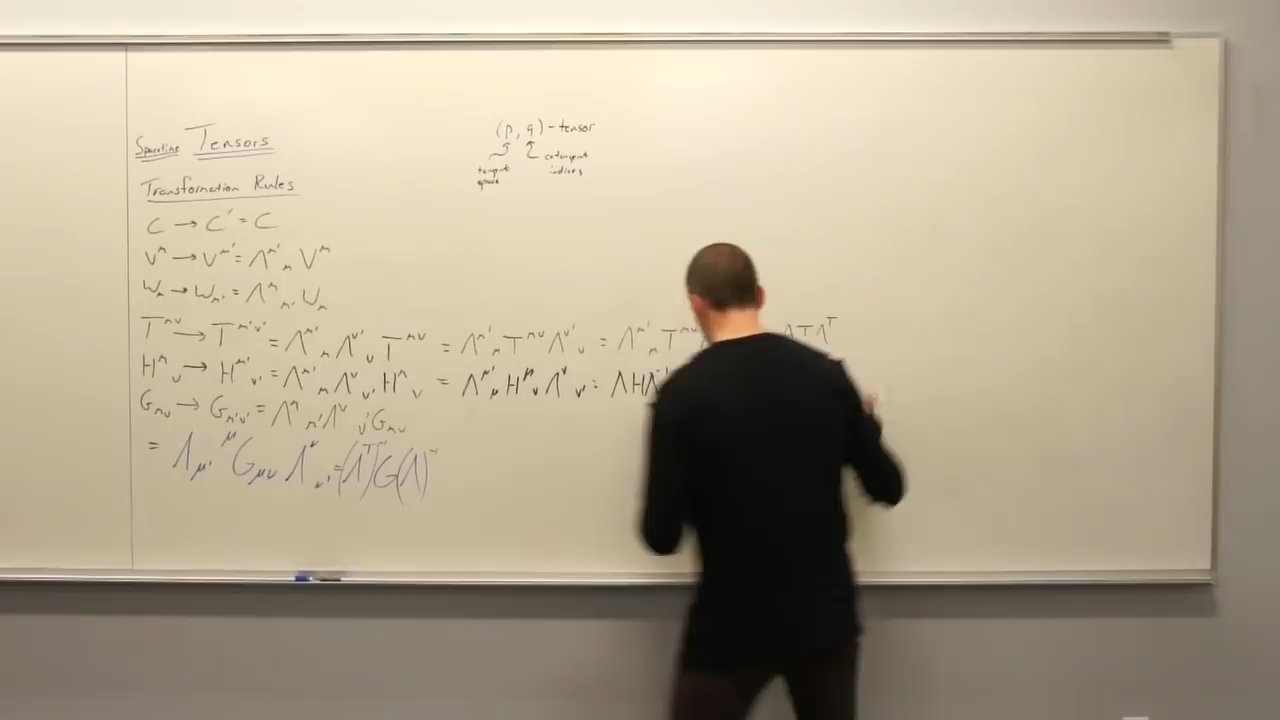 Spacetime Tensors
(p, q) - tensor
tangent space
cotangent indices
Transformation Rules
C → C' = C
V^μ → V^μ' = Λ^μ'_μ V^μ
W_μ → W_μ' = Λ^μ_μ' W_μ
T^μν → T^μ'ν' = Λ^μ'_μ Λ^ν'_ν T^μν = Λ^μ'_μ T^μν Λ^ν'_ν = Λ^μ'_μ T^μν ΛTΛ^T
H^μ_ν → H^μ'_ν' = Λ^μ'_μ Λ^ν_ν' H^μ_ν = Λ^μ'_μ H^μ_ν Λ^ν_ν' = ΛHΛ
G_μν → G_μ'ν' = Λ^μ_μ' Λ^ν_ν' G_μν
= Λ_μ'^μ G_μν Λ^ν_ν' = (Λ^T)^-1 G(Λ)^-1